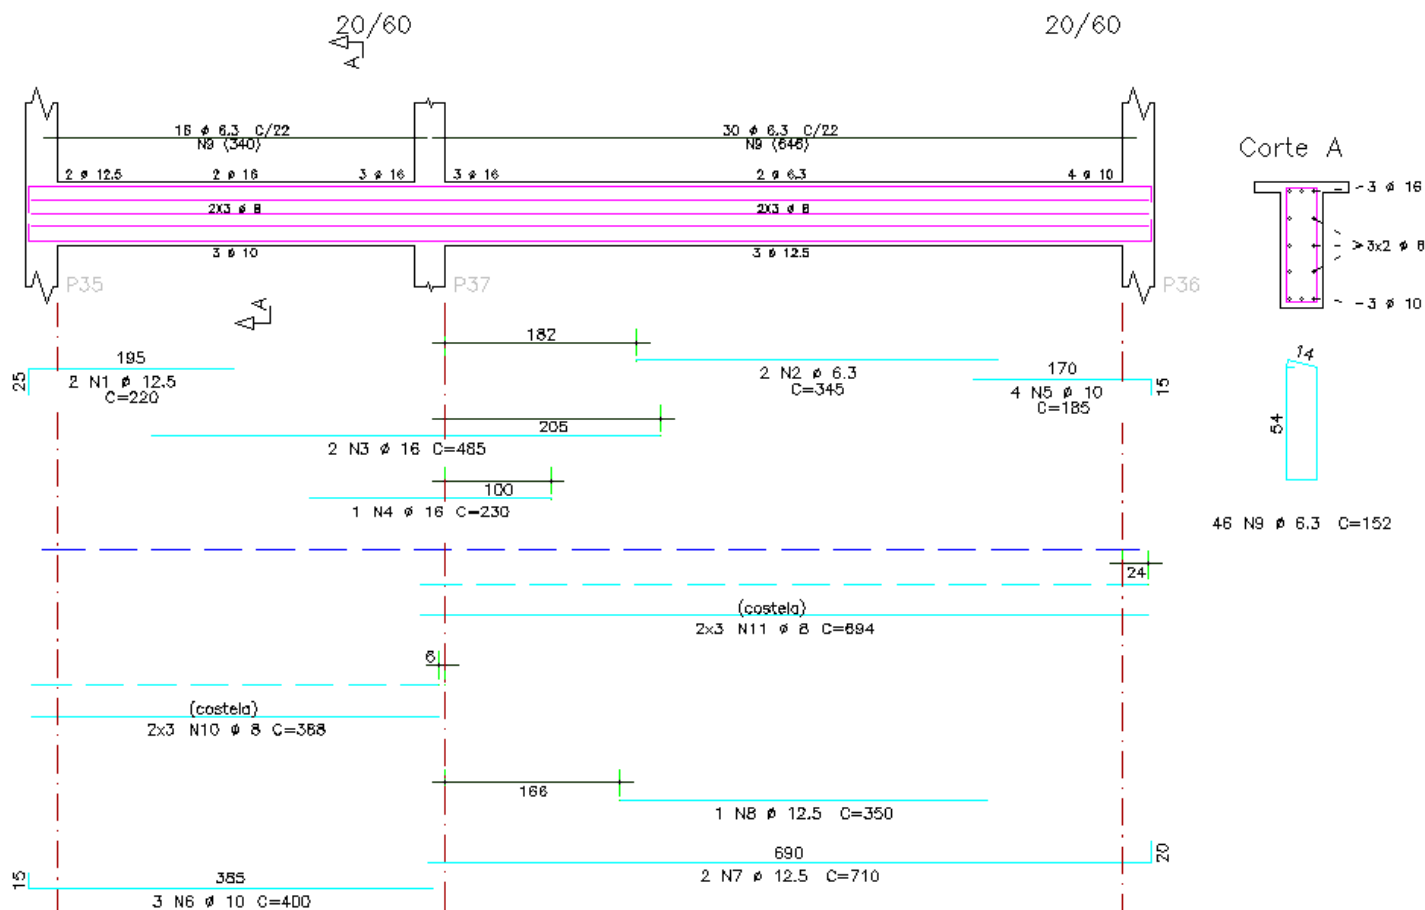 20/60
20/60
A
16 ø 6.3 C/22
N9 (340)
30 ø 6.3 C/22
N9 (646)
Corte A
2 ø 12.5
2 ø 16
3 ø 16
3 ø 16
2 ø 6.3
4 ø 10
3 ø 16
2X3 ø 8
2X3 ø 8
3x2 ø 8
3 ø 10
3 ø 12.5
P35
P37
P36
3 ø 10
A
182
195
25
2 N1 ø 12.5
C=220
2 N2 ø 6.3
C=345
170
15
4 N5 ø 10
C=185
14
54
205
2 N3 ø 16 C=485
100
1 N4 ø 16 C=230
46 N9 ø 6.3 C=152
24
(costela)
2x3 N11 ø 8 C=694
6
(costela)
2x3 N10 ø 8 C=388
166
1 N8 ø 12.5 C=350
690
20
2 N7 ø 12.5 C=710
385
15
3 N6 ø 10 C=400